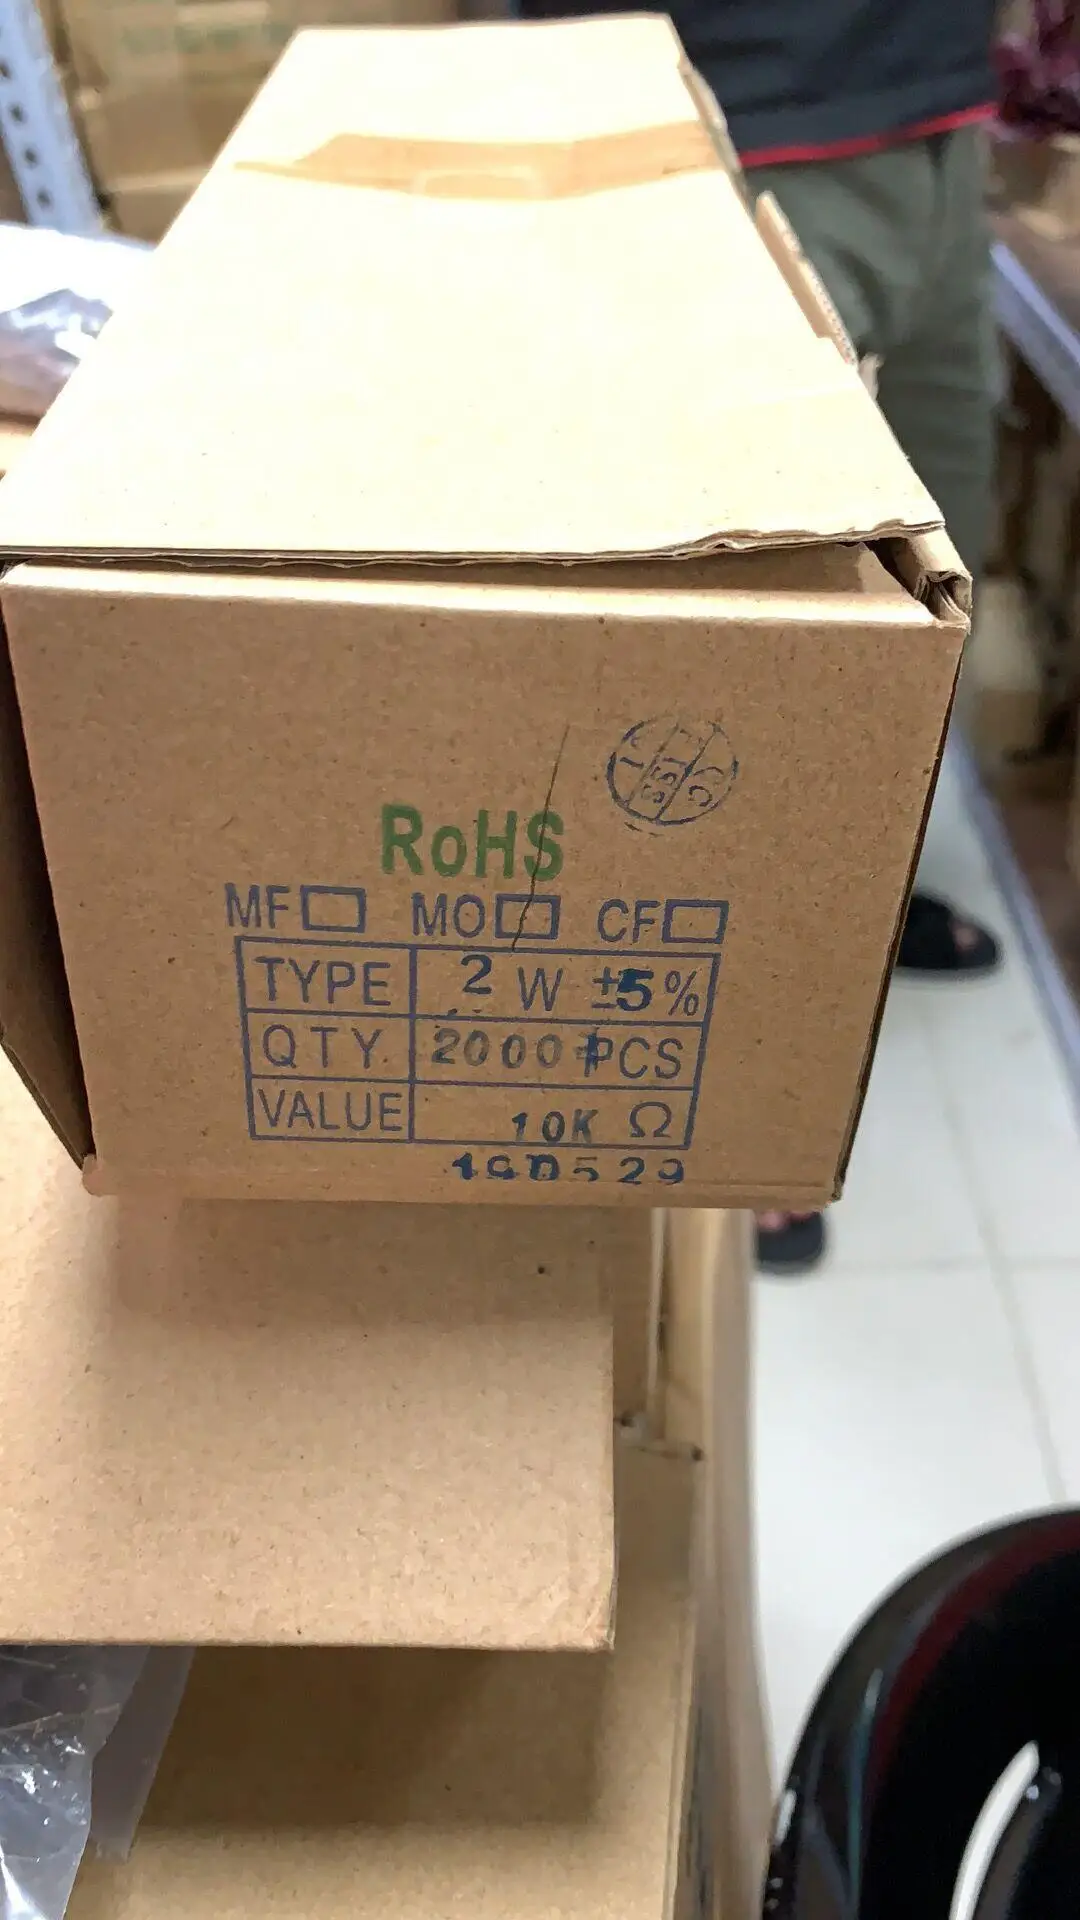 RoHS
MF MO CF
TYPE 2 W ±5%
QTY 2000 PCS
VALUE 10K Ω